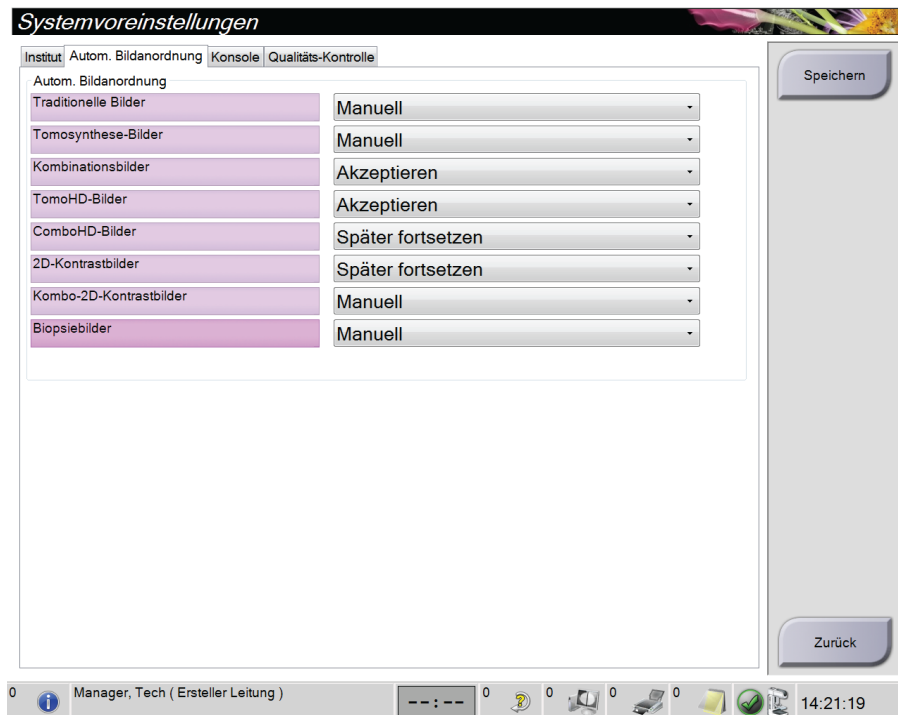 Systemvoreinstellungen
Institut Autom. Bildanordnung Konsole Qualitäts-Kontrolle
Speichern
Autom. Bildanordnung
Traditionelle Bilder Manuell
Tomosynthese-Bilder Manuell
Kombinationsbilder Akzeptieren
TomoHD-Bilder Akzeptieren
ComboHD-Bilder Später fortsetzen
2D-Kontrastbilder Später fortsetzen
Kombo-2D-Kontrastbilder Manuell
Biopsiebilder Manuell
Zurück
0 Manager, Tech ( Ersteller Leitung ) --:-- 0 0 0 0 14:21:19